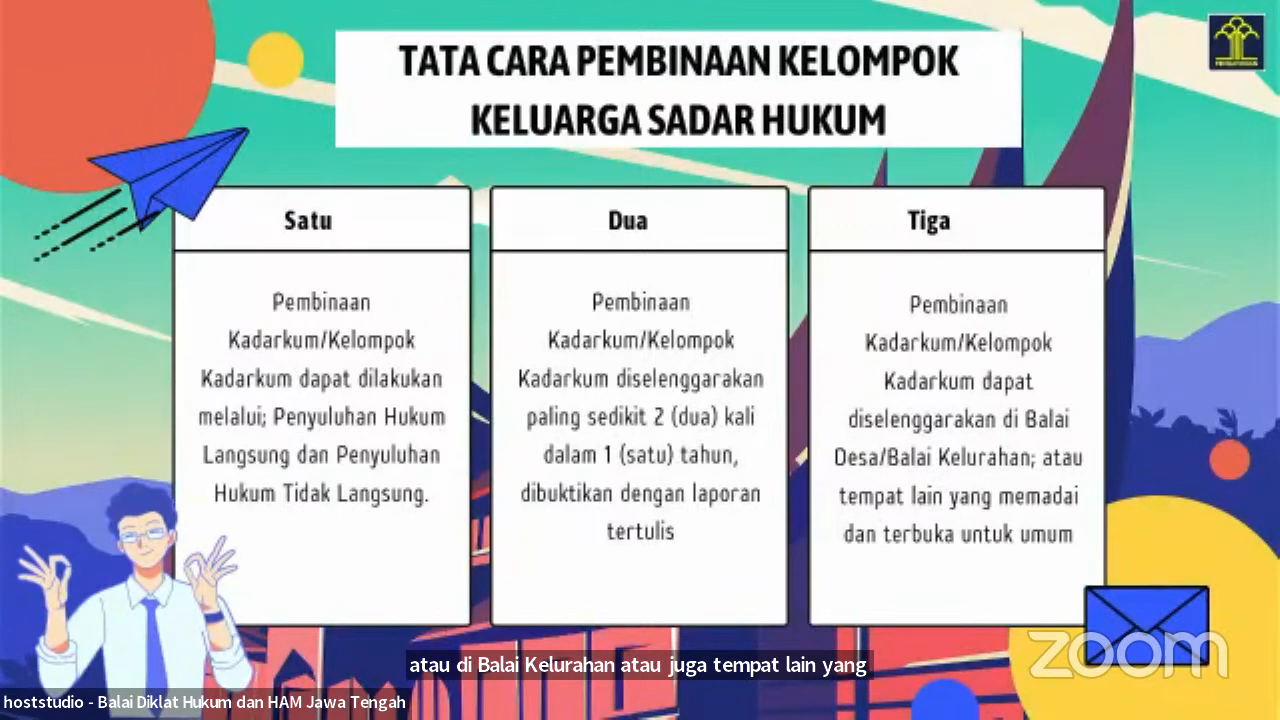 TATA CARA PEMBINAAN KELOMPOK
KELUARGA SADAR HUKUM
PENGAYOMAN
Satu
Pembinaan
Kadarkum/Kelompok
Kadarkum dapat dilakukan
melalui; Penyuluhan Hukum
Langsung dan Penyuluhan
Hukum Tidak Langsung.
Dua
Pembinaan
Kadarkum/Kelompok
Kadarkum diselenggarakan
paling sedikit 2 (dua) kali
dalam 1 (satu) tahun,
dibuktikan dengan laporan
tertulis
Tiga
Pembinaan
Kadarkum/Kelompok
Kadarkum dapat
diselenggarakan di Balai
Desa/Balai Kelurahan; atau
tempat lain yang memadai
dan terbuka untuk umum
zoom
atau di Balai Kelurahan atau juga tempat lain yang
hoststudio - Balai Diklat Hukum dan HAM Jawa Tengah